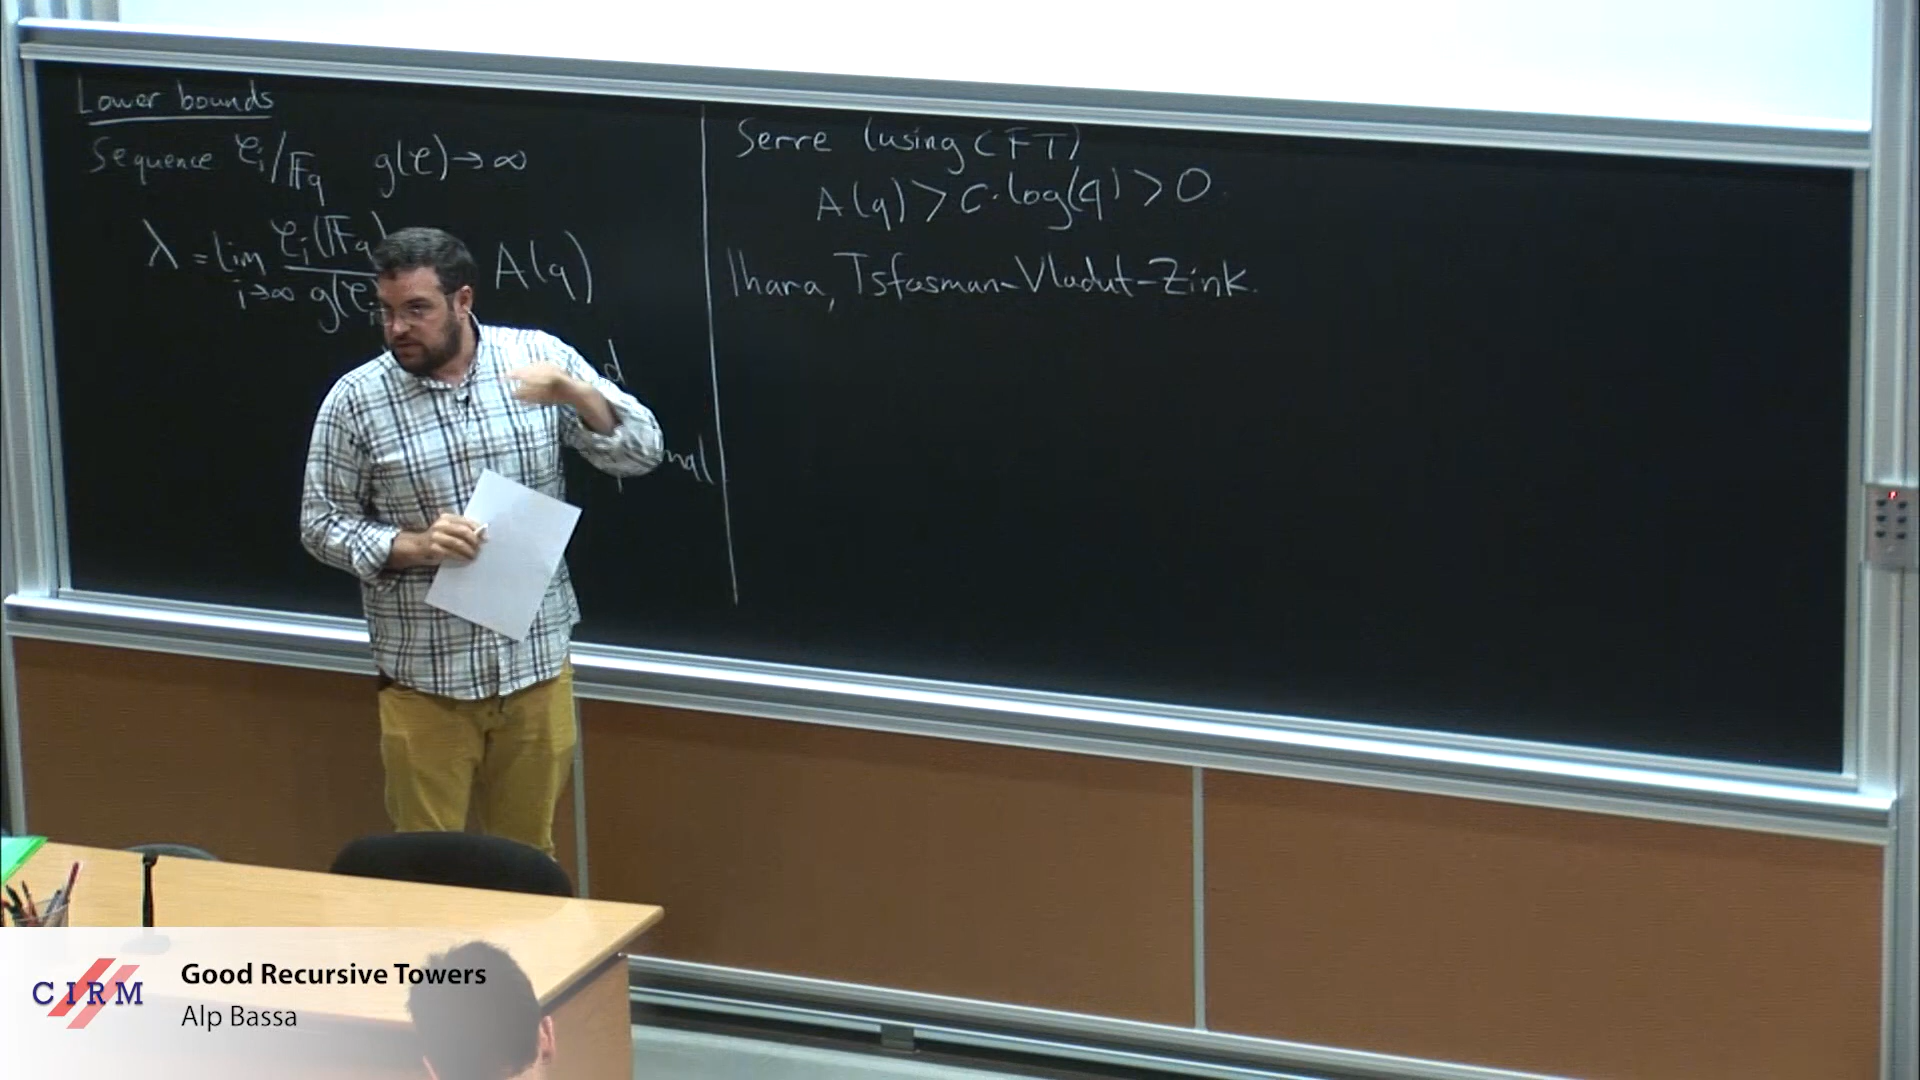 Lower bounds
Sequence 𝒞i/𝔽q g(𝒞) → ∞
λ = lim i→∞ 𝒞i(𝔽q) / g(𝒞i A(q)
Serre (using CFT)
A(q) > C·log(q) > 0
Ihara, Tsfasman-Vladut-Zink.
CIRM
Good Recursive Towers
Alp Bassa